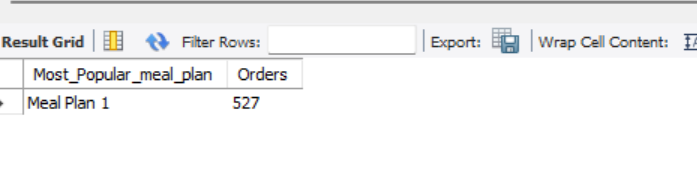 Result Grid Filter Rows: Export: Wrap Cell Content:
Most_Popular_meal_plan Orders
Meal Plan 1 527